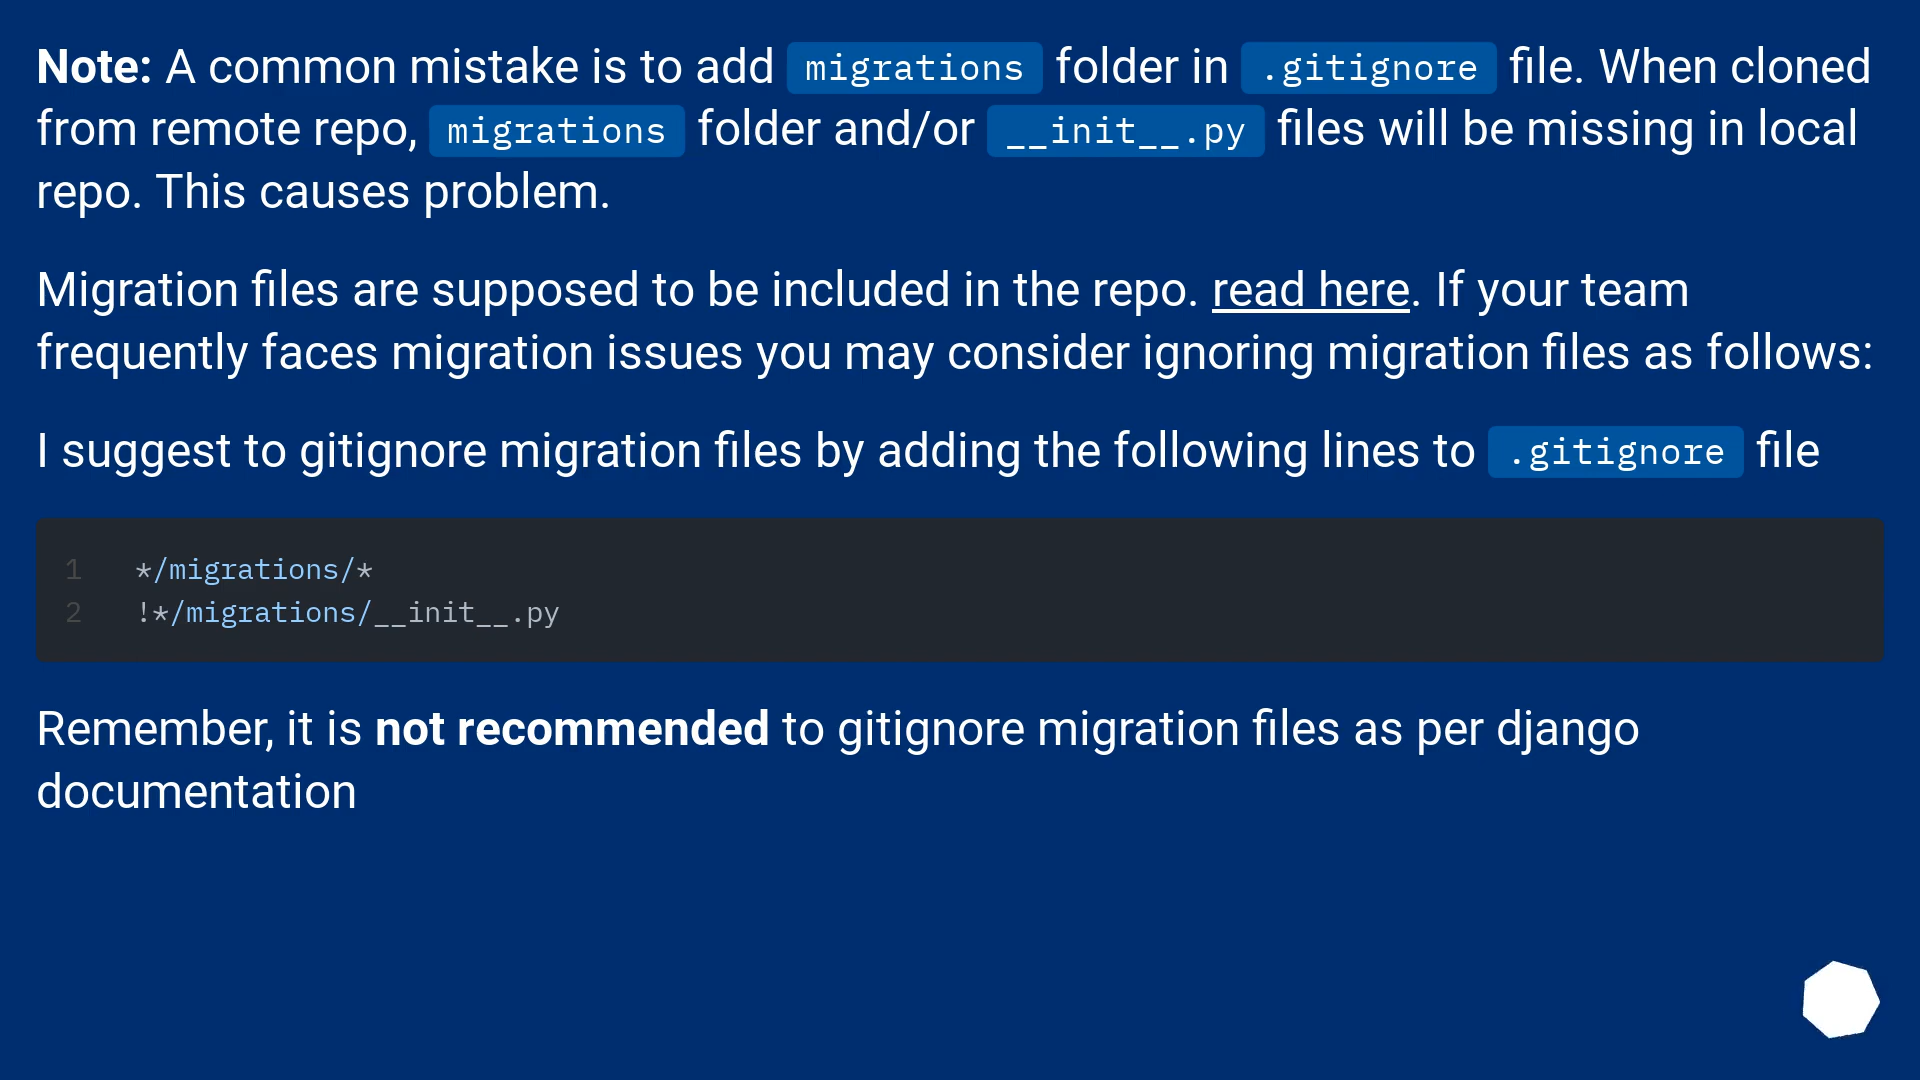 Note: A common mistake is to add migrations folder in .gitignore file. When cloned
from remote repo, migrations folder and/or __init__.py files will be missing in local
repo. This causes problem.
Migration files are supposed to be included in the repo. read here. If your team
frequently faces migration issues you may consider ignoring migration files as follows:
I suggest to gitignore migration files by adding the following lines to .gitignore file
1 */migrations/*
2 !*/migrations/__init__.py
Remember, it is not recommended to gitignore migration files as per django
documentation